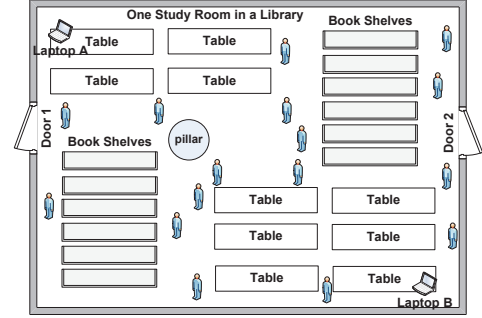 One Study Room in a Library
Book Shelves
Laptop A
Table
Table
Table
Table
Door 1
Door 2
Book Shelves
pillar
Table
Table
Table
Table
Table
Table
Laptop B